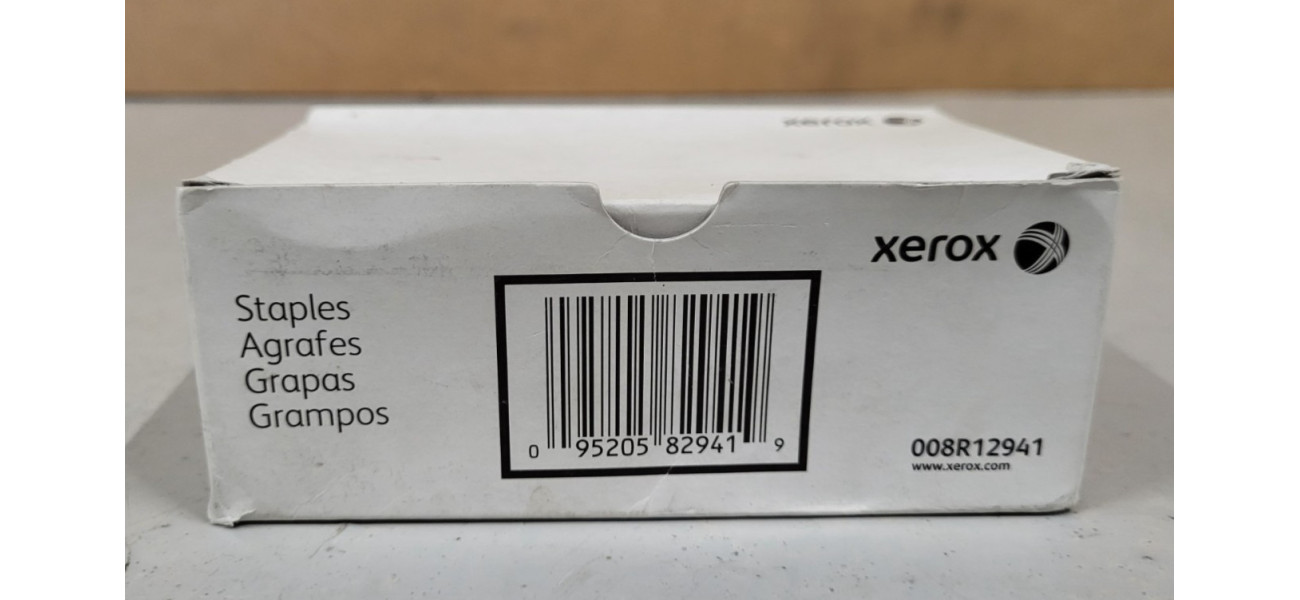 xerox
xerox
Staples
Agrafes
Grapas
Grampos
0 95205 82941 9
008R12941
www.xerox.com